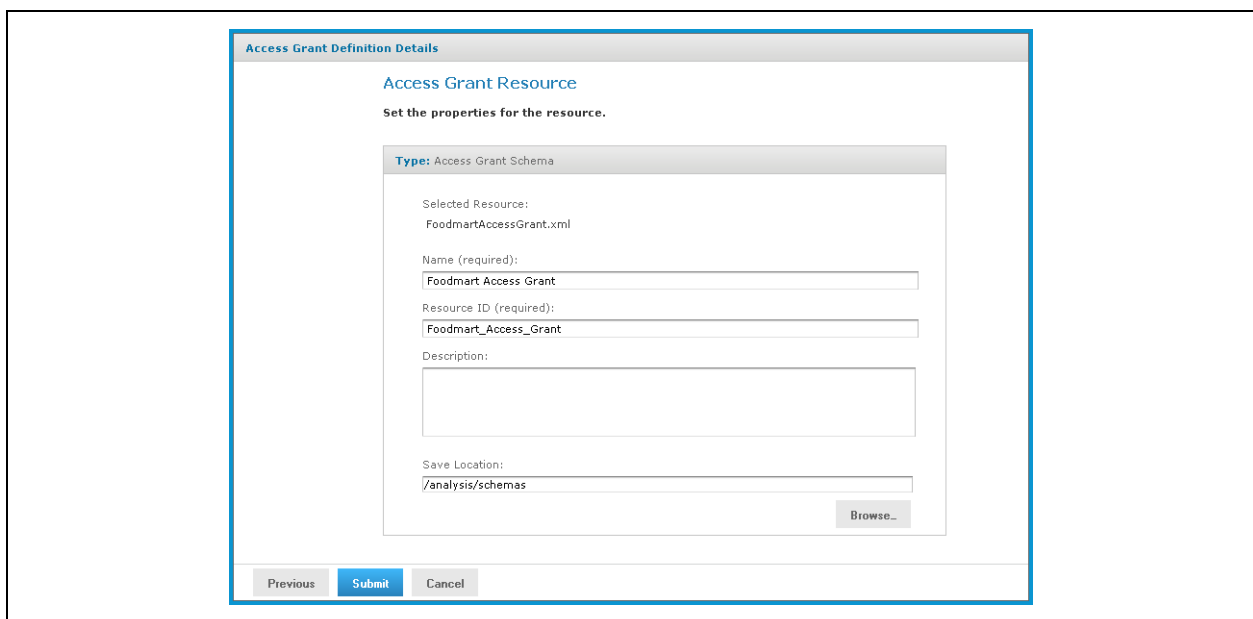 Access Grant Definition Details
Access Grant Resource
Set the properties for the resource.
Type: Access Grant Schema
Selected Resource:
FoodmartAccessGrant.xml
Name (required):
Foodmart Access Grant
Resource ID (required):
Foodmart_Access_Grant
Description:
Save Location:
/analysis/schemas
Browse...
Previous Submit Cancel